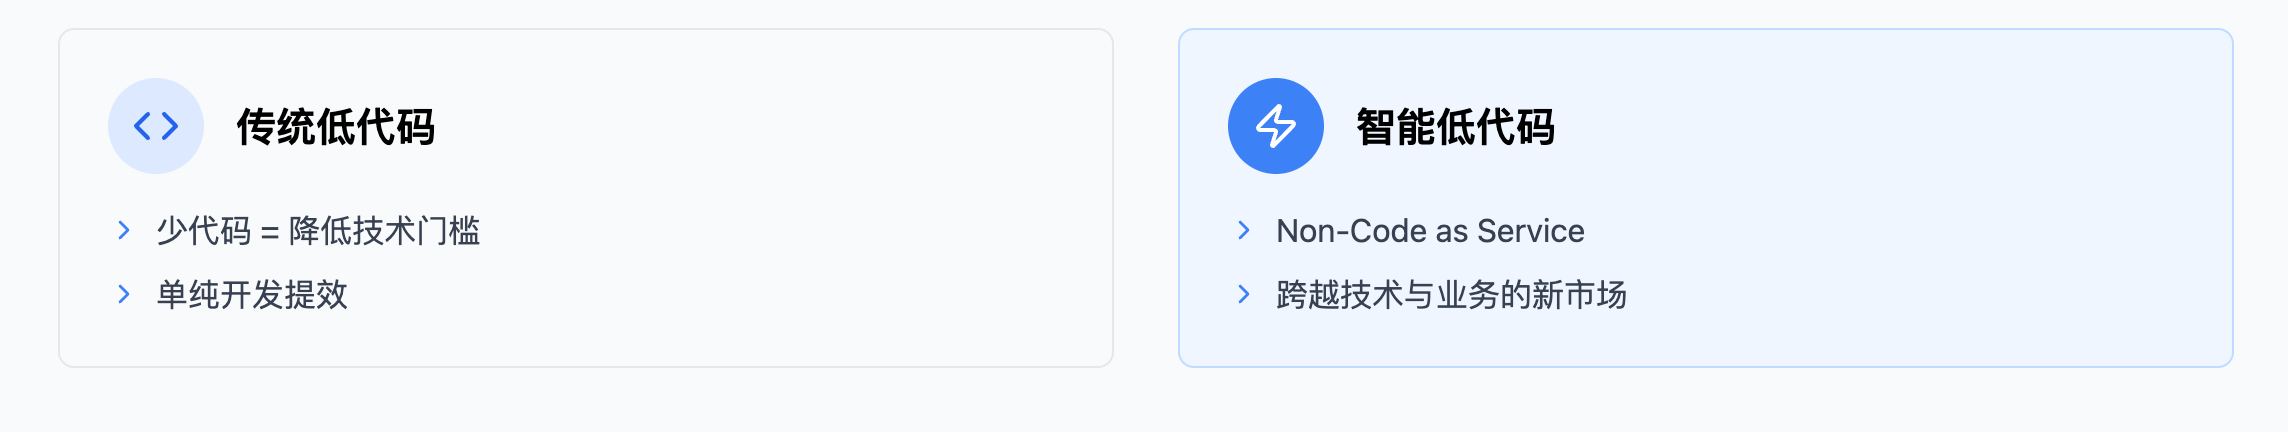 传统低代码
少代码 = 降低技术门槛
单纯开发提效
智能低代码
Non-Code as Service
跨越技术与业务的新市场